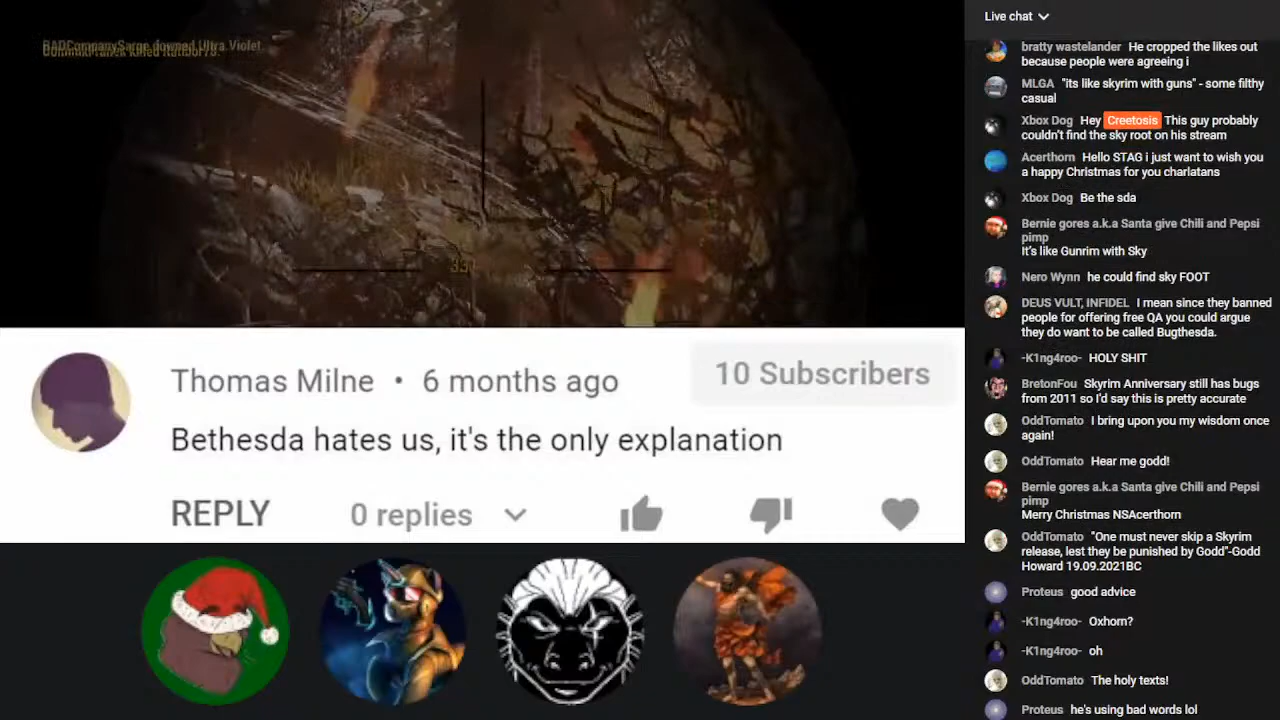 BADCompanySarge downed Ultra Violet.
33
Thomas Milne • 6 months ago
10 Subscribers
Bethesda hates us, it's the only explanation
REPLY
0 replies
Live chat
bratty wastelander He cropped the likes out
because people were agreeing i
MLGA "its like skyrim with guns" - some filthy
casual
Xbox Dog Hey Creetosis This guy probably
couldn't find the sky root on his stream
Acerthorn Hello STAG i just want to wish you
a happy Christmas for you charlatans
Xbox Dog Be the sda
Bernie gores a.k.a Santa give Chili and Pepsi
pimp
It's like Gunrim with Sky
Nero Wynn he could find sky FOOT
DEUS VULT, INFIDEL I mean since they banned
people for offering free QA you could argue
they do want to be called Bugthesda.
-K1ng4roo- HOLY SHIT
BretonFou Skyrim Anniversary still has bugs
from 2011 so I'd say this is pretty accurate
OddTomato I bring upon you my wisdom once
again!
OddTomato Hear me godd!
Bernie gores a.k.a Santa give Chili and Pepsi
pimp
Merry Christmas NSAcerthorn
OddTomato "One must never skip a Skyrim
release, lest they be punished by Godd"-Godd
Howard 19.09.2021BC
Proteus good advice
-K1ng4roo- Oxhorn?
-K1ng4roo- oh
OddTomato The holy texts!
Proteus he's using bad words lol